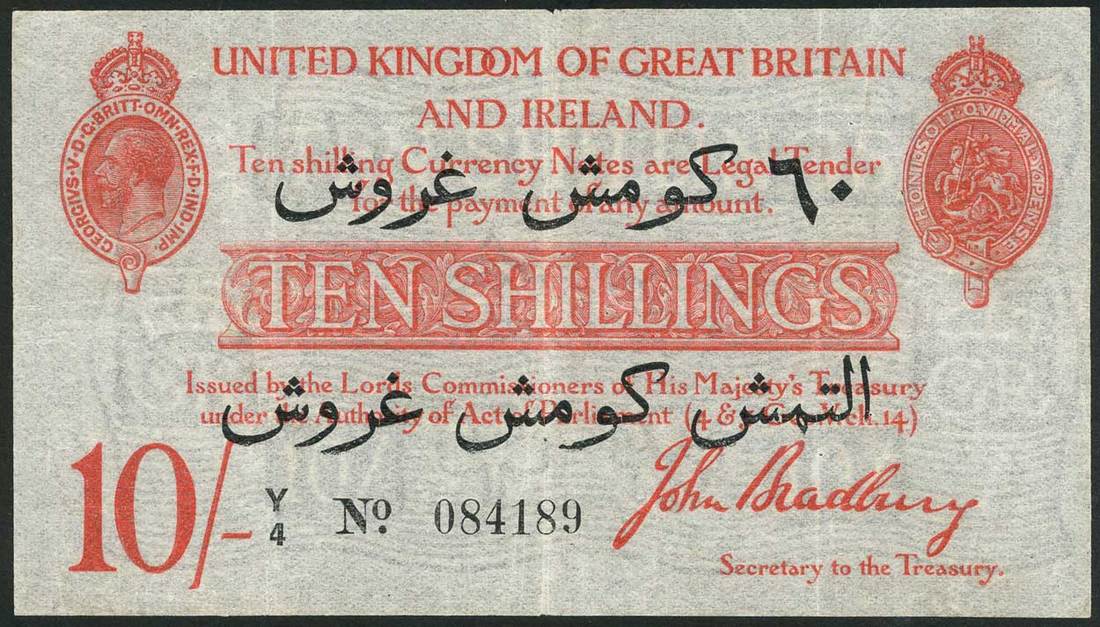 UNITED KINGDOM OF GREAT BRITAIN
AND IRELAND.
GEORGIVS·V·D·G·BRITT·OMN·REX·F·D·IND·IMP·
HONI·SOIT·QVI·MAL·Y·PENSE
Ten shilling Currency Notes are Legal Tender
٦٠ كومش غروش
for the payment of any amount.
TEN SHILLINGS
Issued by the Lords Commissioners of His Majesty's Treasury
التمش كومش غروش
under the Authority of Act of Parliament (4 & 5 Geo. V. ch. 14)
10/-
Y/4 Nº 084189
John Bradbury
Secretary to the Treasury.